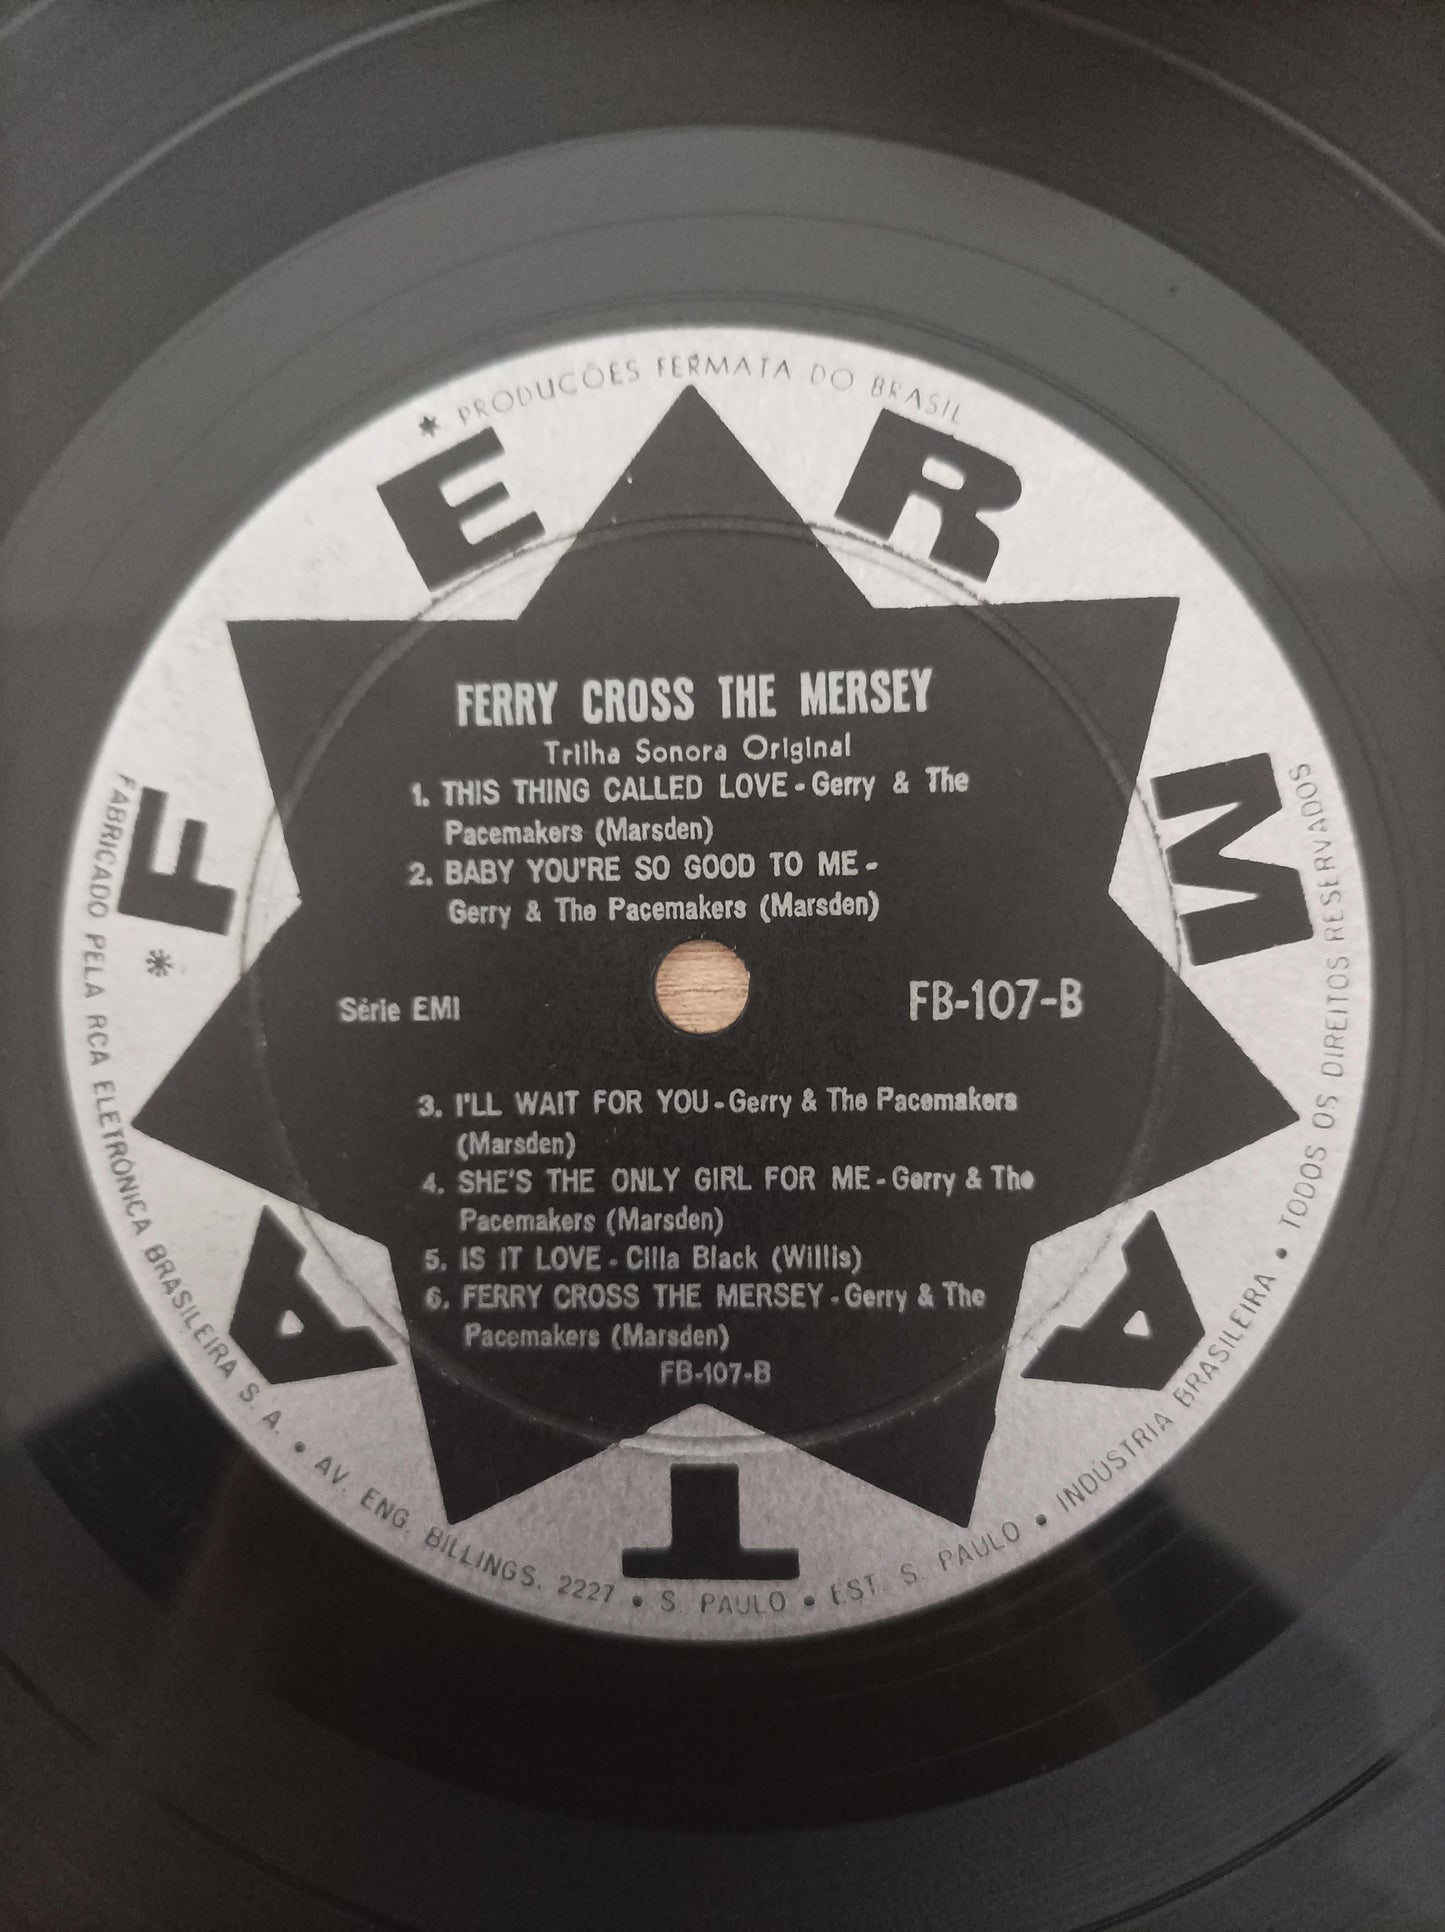 * PRODUCÕES FERMATA DO BRASIL
* FERMATA
FERRY CROSS THE MERSEY
Trilha Sonora Original
1. THIS THING CALLED LOVE - Gerry & The
Pacemakers (Marsden)
2. BABY YOU'RE SO GOOD TO ME -
Gerry & The Pacemakers (Marsden)
Série EMI
FB-107-B
3. I'LL WAIT FOR YOU - Gerry & The Pacemakers
(Marsden)
4. SHE'S THE ONLY GIRL FOR ME - Gerry & The
Pacemakers (Marsden)
5. IS IT LOVE - Cilla Black (Willis)
6. FERRY CROSS THE MERSEY - Gerry & The
Pacemakers (Marsden)
FB-107-B
FABRICADO PELA RCA ELETRÔNICA BRASILEIRA S. A. • AV. ENG. BILLINGS, 2227 • S. PAULO • EST. S. PAULO • INDÚSTRIA BRASILEIRA • TODOS OS DIREITOS RESERVADOS